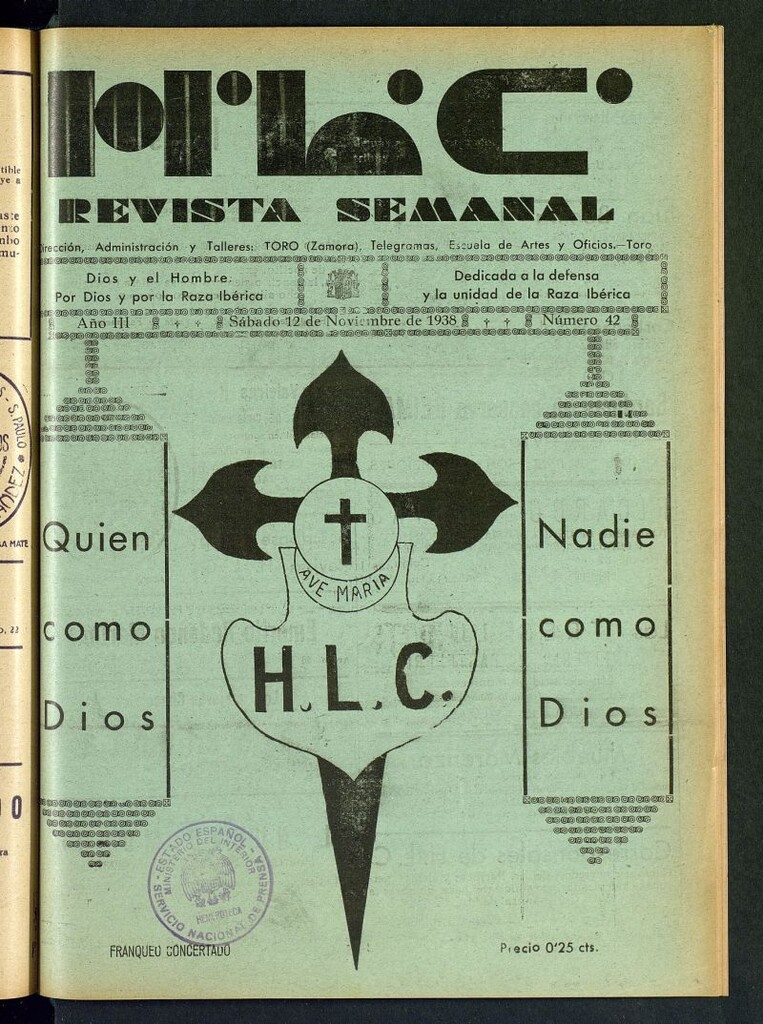 H.L.C.
REVISTA SEMANAL
Dirección, Administración y Talleres: TORO (Zamora), Telegramas, Escuela de Artes y Oficios.—Toro
Dios y el Hombre.
Por Dios y por la Raza Ibérica
Dedicada a la defensa
y la unidad de la Raza Ibérica
Año III
Sábado 12 de Noviembre de 1938
Número 42
Quien
como
Dios
AVE MARIA
H.L.C.
Nadie
como
Dios
ESTADO ESPAÑOL
MINISTERIO DEL INTERIOR
HEMEROTECA
SERVICIO NACIONAL DE PRENSA
FRANQUEO CONCERTADO
Precio 0'25 cts.